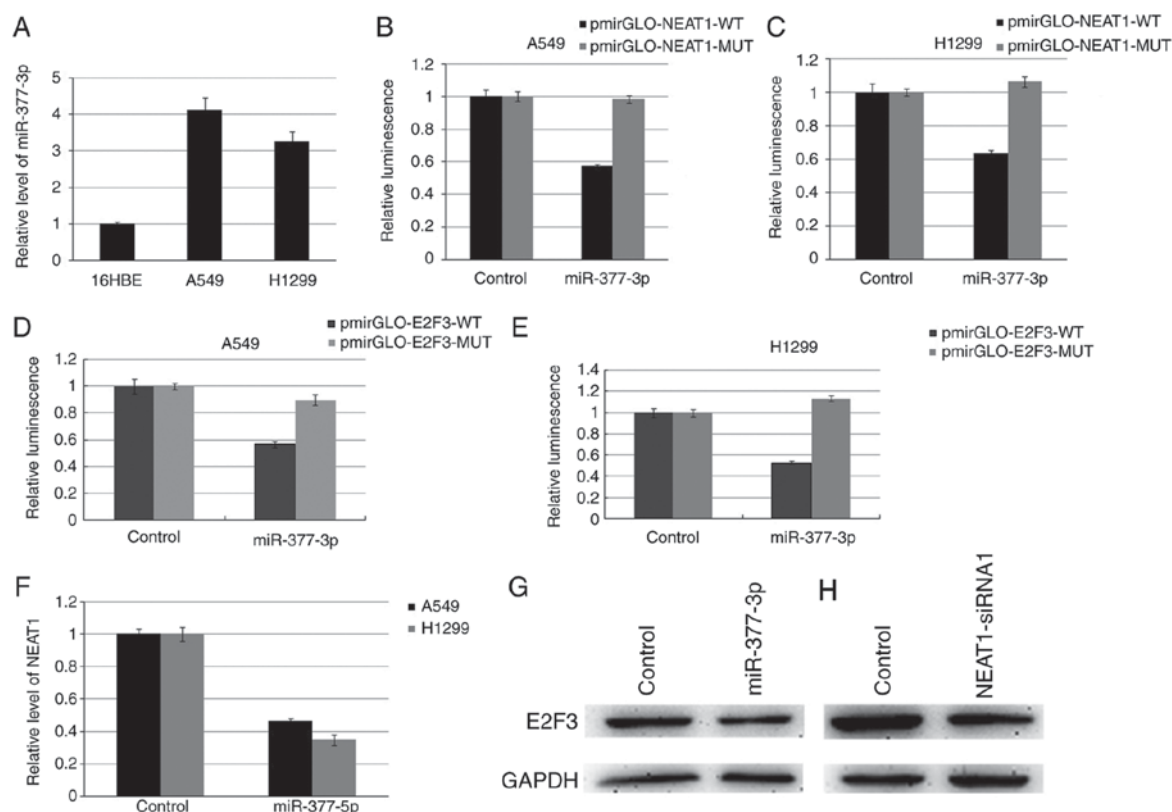 A
Relative level of miR-377-3p
5
4
3
2
1
0
16HBE
A549
H1299
B
pmirGLO-NEAT1-WT
pmirGLO-NEAT1-MUT
A549
Relative luminescence
1.2
1
0.8
0.6
0.4
0.2
0
Control
miR-377-3p
C
pmirGLO-NEAT1-WT
pmirGLO-NEAT1-MUT
H1299
Relative luminescence
1.2
1
0.8
0.6
0.4
0.2
0
Control
miR-377-3p
D
pmirGLO-E2F3-WT
pmirGLO-E2F3-MUT
A549
Relative luminescence
1.2
1
0.8
0.6
0.4
0.2
0
Control
miR-377-3p
E
pmirGLO-E2F3-WT
pmirGLO-E2F3-MUT
H1299
Relative luminescence
1.4
1.2
1
0.8
0.6
0.4
0.2
0
Control
miR-377-3p
F
A549
H1299
Relative level of NEAT1
1.2
1
0.8
0.6
0.4
0.2
0
Control
miR-377-5p
G
Control
miR-377-3p
H
Control
NEAT1-siRNA1
E2F3
GAPDH